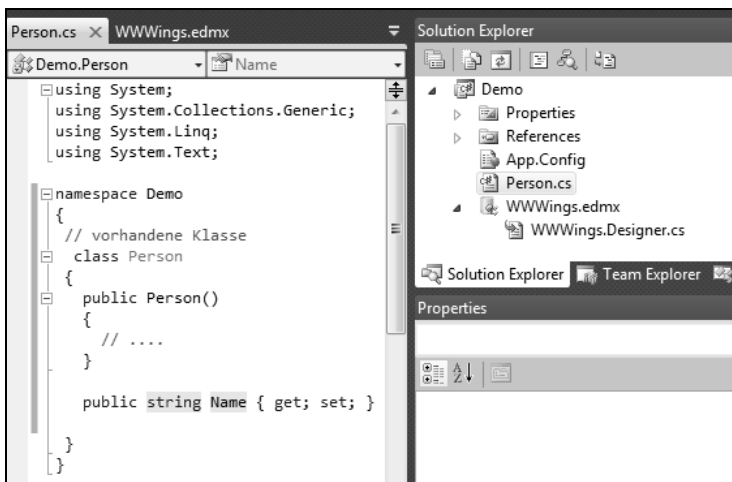 Person.cs WWWings.edmx
Demo.Person Name
using System;
using System.Collections.Generic;
using System.Linq;
using System.Text;
namespace Demo
{
// vorhandene Klasse
class Person
{
public Person()
{
// ....
}
public string Name { get; set; }
}
}
Solution Explorer
Demo
Properties
References
App.Config
Person.cs
WWWings.edmx
WWWings.Designer.cs
Solution Explorer Team Explorer
Properties